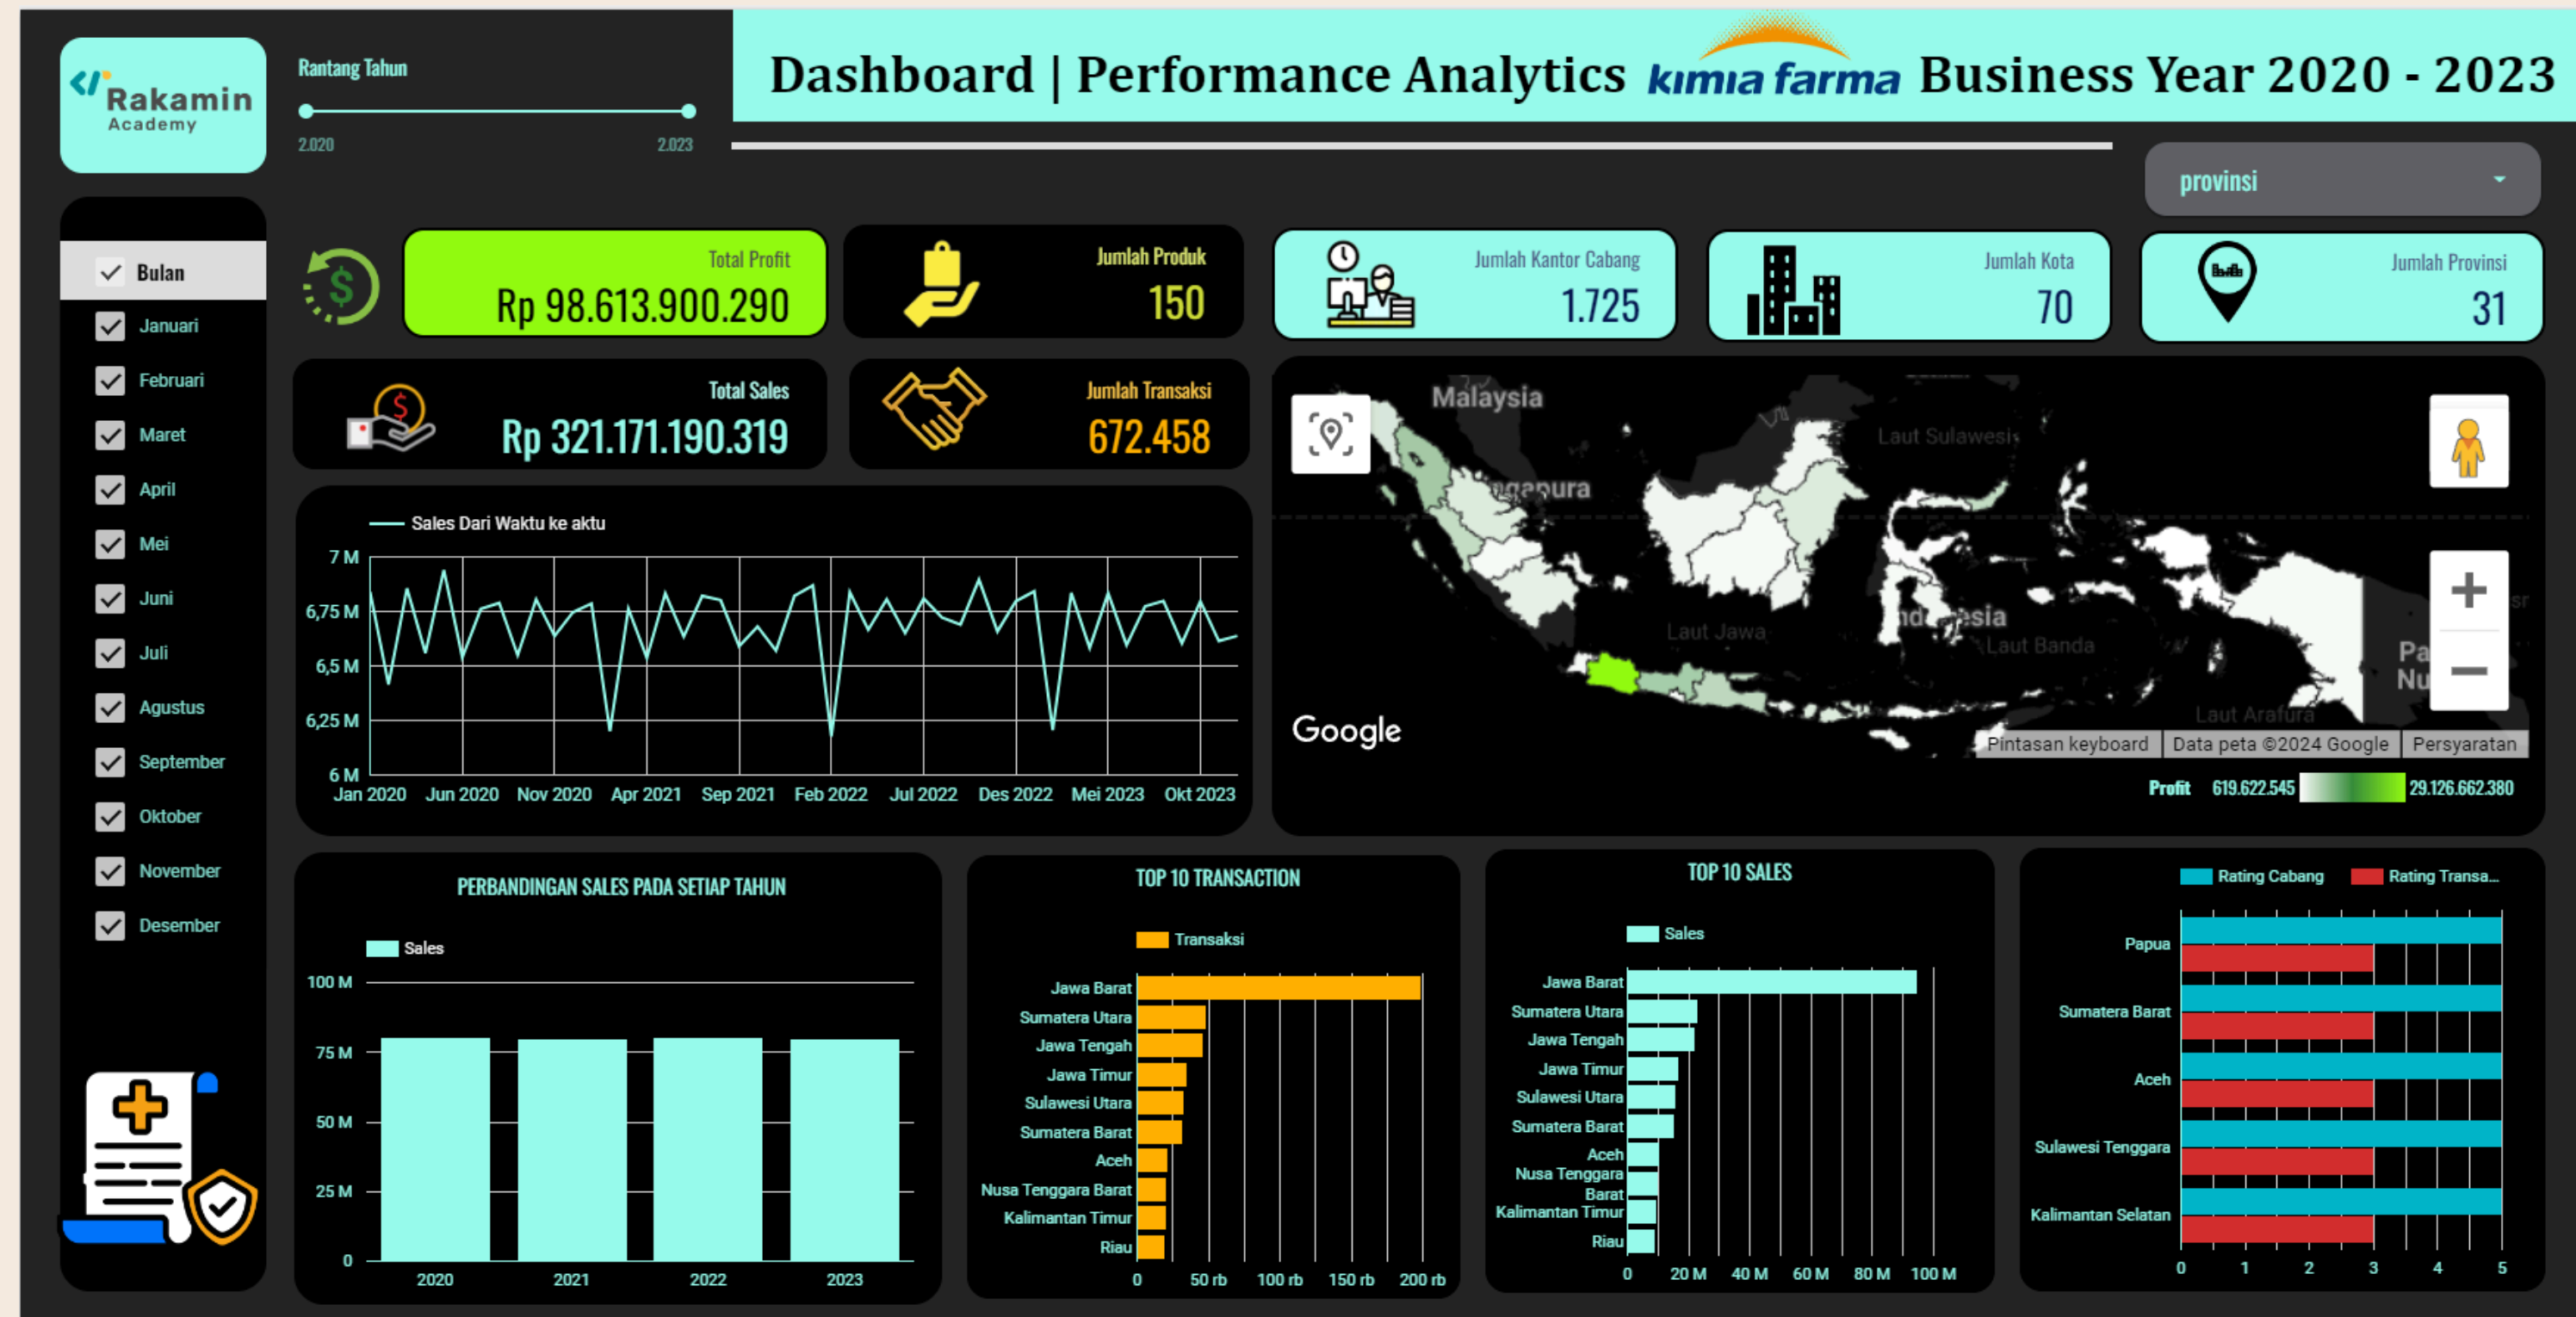 Rakamin
Academy
Rantang Tahun
2.020 2.023
Dashboard | Performance Analytics kimia farma Business Year 2020 - 2023
provinsi
Bulan
Januari
Februari
Maret
April
Mei
Juni
Juli
Agustus
September
Oktober
November
Desember
Total Profit
Rp 98.613.900.290
Jumlah Produk
150
Jumlah Kantor Cabang
1.725
Jumlah Kota
70
Jumlah Provinsi
31
Total Sales
Rp 321.171.190.319
Jumlah Transaksi
672.458
Sales Dari Waktu ke aktu
7 M
6,75 M
6,5 M
6,25 M
6 M
Jan 2020 Jun 2020 Nov 2020 Apr 2021 Sep 2021 Feb 2022 Jul 2022 Des 2022 Mei 2023 Okt 2023
Malaysia
Laut Sulawesi
Laut Jawa
Laut Banda
Pa
Nu
Laut Arafura
Google
Pintasan keyboard Data peta ©2024 Google Persyaratan
Profit 619.622.545 29.126.662.380
PERBANDINGAN SALES PADA SETIAP TAHUN
Sales
100 M
75 M
50 M
25 M
0
2020 2021 2022 2023
TOP 10 TRANSACTION
Transaksi
Jawa Barat
Sumatera Utara
Jawa Tengah
Jawa Timur
Sulawesi Utara
Sumatera Barat
Aceh
Nusa Tenggara Barat
Kalimantan Timur
Riau
0 50 rb 100 rb 150 rb 200 rb
TOP 10 SALES
Sales
Jawa Barat
Sumatera Utara
Jawa Tengah
Jawa Timur
Sulawesi Utara
Sumatera Barat
Aceh
Nusa Tenggara
Barat
Kalimantan Timur
Riau
0 20 M 40 M 60 M 80 M 100 M
Rating Cabang Rating Transa...
Papua
Sumatera Barat
Aceh
Sulawesi Tenggara
Kalimantan Selatan
0 1 2 3 4 5